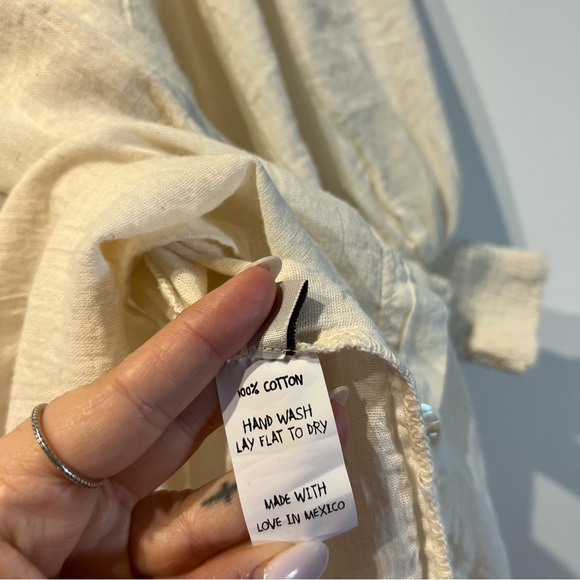 100% COTTON
HAND WASH
LAY FLAT TO DRY
MADE WITH
LOVE IN MEXICO